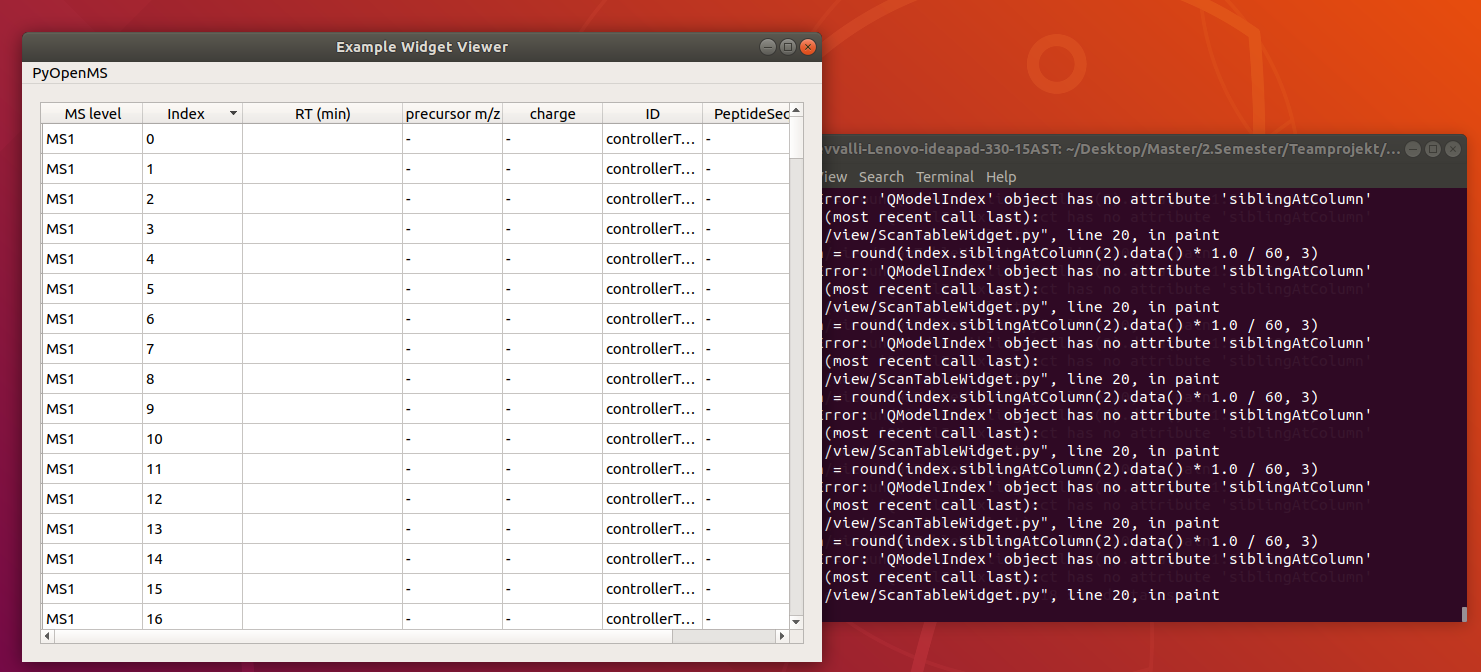 Example Widget Viewer
PyOpenMS
MS level Index RT (min) precursor m/z charge ID PeptideSeq
MS1 0 - - controllerT... -
MS1 1 - - controllerT... -
MS1 2 - - controllerT... -
MS1 3 - - controllerT... -
MS1 4 - - controllerT... -
MS1 5 - - controllerT... -
MS1 6 - - controllerT... -
MS1 7 - - controllerT... -
MS1 8 - - controllerT... -
MS1 9 - - controllerT... -
MS1 10 - - controllerT... -
MS1 11 - - controllerT... -
MS1 12 - - controllerT... -
MS1 13 - - controllerT... -
MS1 14 - - controllerT... -
MS1 15 - - controllerT... -
MS1 16 - - controllerT... -
evvalli-Lenovo-ideapad-330-15AST: ~/Desktop/Master/2.Semester/Teamprojekt/...
View Search Terminal Help
Error: 'QModelIndex' object has no attribute 'siblingAtColumn'
(most recent call last):
/view/ScanTableWidget.py", line 20, in paint
= round(index.siblingAtColumn(2).data() * 1.0 / 60, 3)
Error: 'QModelIndex' object has no attribute 'siblingAtColumn'
(most recent call last):
/view/ScanTableWidget.py", line 20, in paint
= round(index.siblingAtColumn(2).data() * 1.0 / 60, 3)
Error: 'QModelIndex' object has no attribute 'siblingAtColumn'
(most recent call last):
/view/ScanTableWidget.py", line 20, in paint
= round(index.siblingAtColumn(2).data() * 1.0 / 60, 3)
Error: 'QModelIndex' object has no attribute 'siblingAtColumn'
(most recent call last):
/view/ScanTableWidget.py", line 20, in paint
= round(index.siblingAtColumn(2).data() * 1.0 / 60, 3)
Error: 'QModelIndex' object has no attribute 'siblingAtColumn'
(most recent call last):
/view/ScanTableWidget.py", line 20, in paint
= round(index.siblingAtColumn(2).data() * 1.0 / 60, 3)
Error: 'QModelIndex' object has no attribute 'siblingAtColumn'
(most recent call last):
/view/ScanTableWidget.py", line 20, in paint